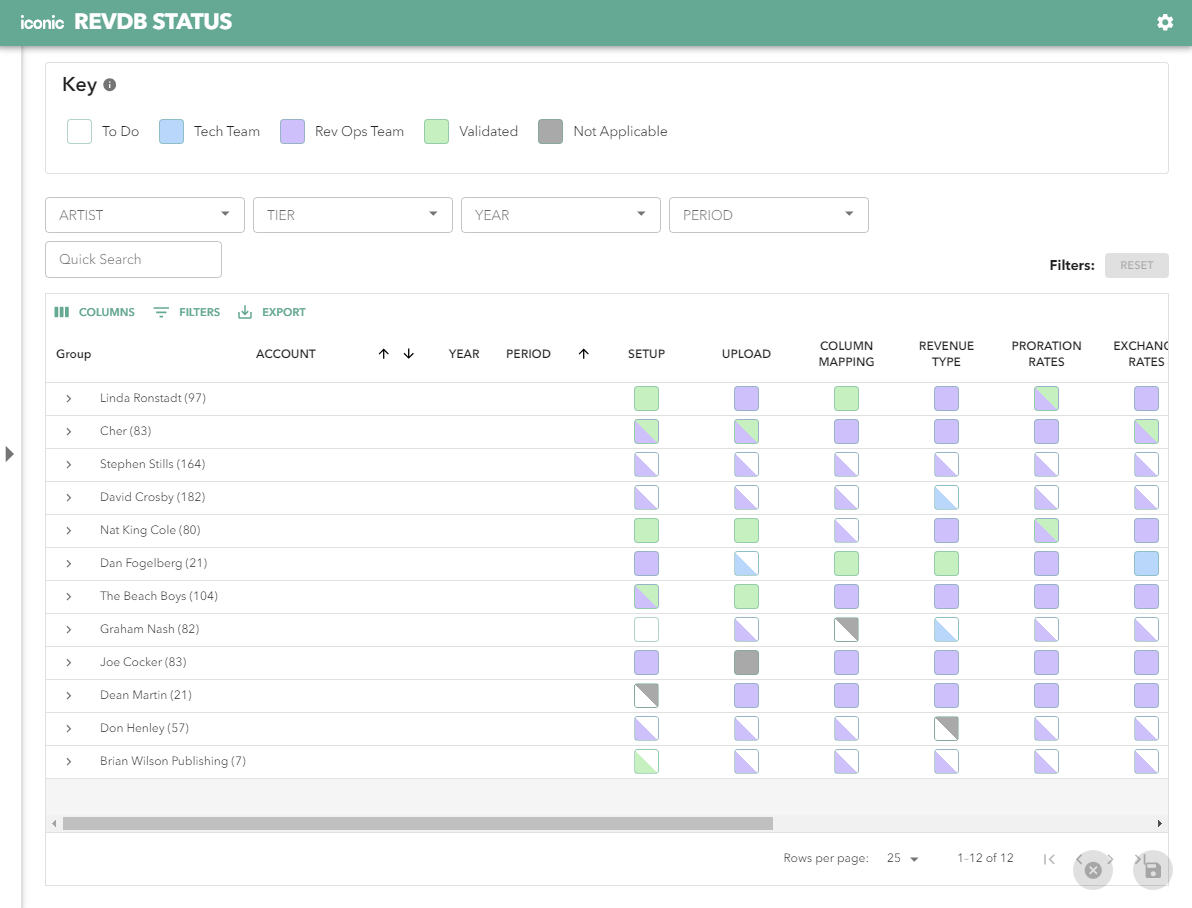 iconic REVDB STATUS
Key
To Do Tech Team Rev Ops Team Validated Not Applicable
ARTIST TIER YEAR PERIOD
Quick Search
Filters: RESET
COLUMNS FILTERS EXPORT
Group ACCOUNT YEAR PERIOD SETUP UPLOAD COLUMN MAPPING REVENUE TYPE PRORATION RATES EXCHANG RATES
Linda Ronstadt (97)
Cher (83)
Stephen Stills (164)
David Crosby (182)
Nat King Cole (80)
Dan Fogelberg (21)
The Beach Boys (104)
Graham Nash (82)
Joe Cocker (83)
Dean Martin (21)
Don Henley (57)
Brian Wilson Publishing (7)
Rows per page: 25 1-12 of 12